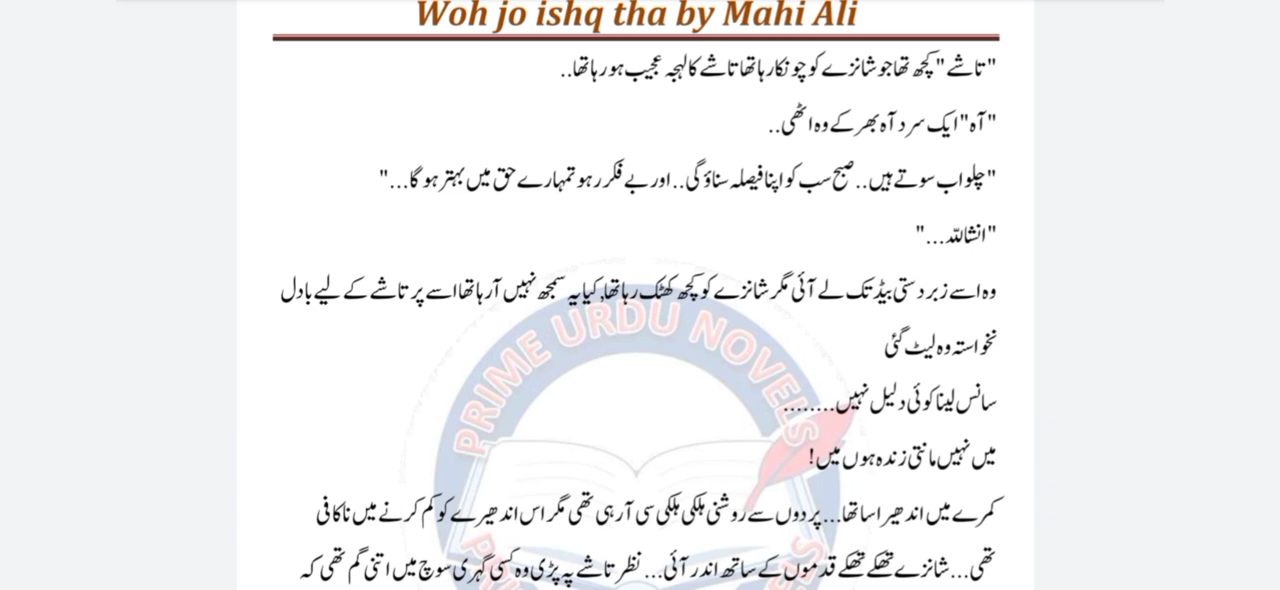 Woh jo ishq tha by Mahi Ali
"تاشے" کچھ تھا جو شانزے کو چونکا رہا تھا تاشے کا لہجہ عجیب ہو رہا تھا..
"آہ" ایک سرد آہ بھر کے وہ اٹھی..
"چلو اب سوتے ہیں.. صبح سب کو اپنا فیصلہ سناؤ گی.. اور بے فکر رہو تمہارے حق میں بہتر ہو گا..."
"انشاللہ..."
وہ اسے زبردستی بیڈ تک لے آئی مگر شانزے کو کچھ کھٹک رہا تھا, کیا یہ سمجھ نہیں آ رہا تھا اسے پر تاشے کے لیے بادل
نخواستہ وہ لیٹ گئی
سانس لینا کوئی دلیل نہیں........
میں نہیں مانتی زندہ ہوں میں!
کمرے میں اندھیرا سا تھا... پردوں سے روشنی ہلکی ہلکی سی آ رہی تھی مگر اس اندھیرے کو کم کرنے میں ناکافی
تھی... شانزے تھکے تھکے قدموں کے ساتھ اندر آئی... نظر تاشے پہ پڑی وہ کسی گہری سوچ میں اتنی گم تھی کہ
PRIME URDU NOVELS